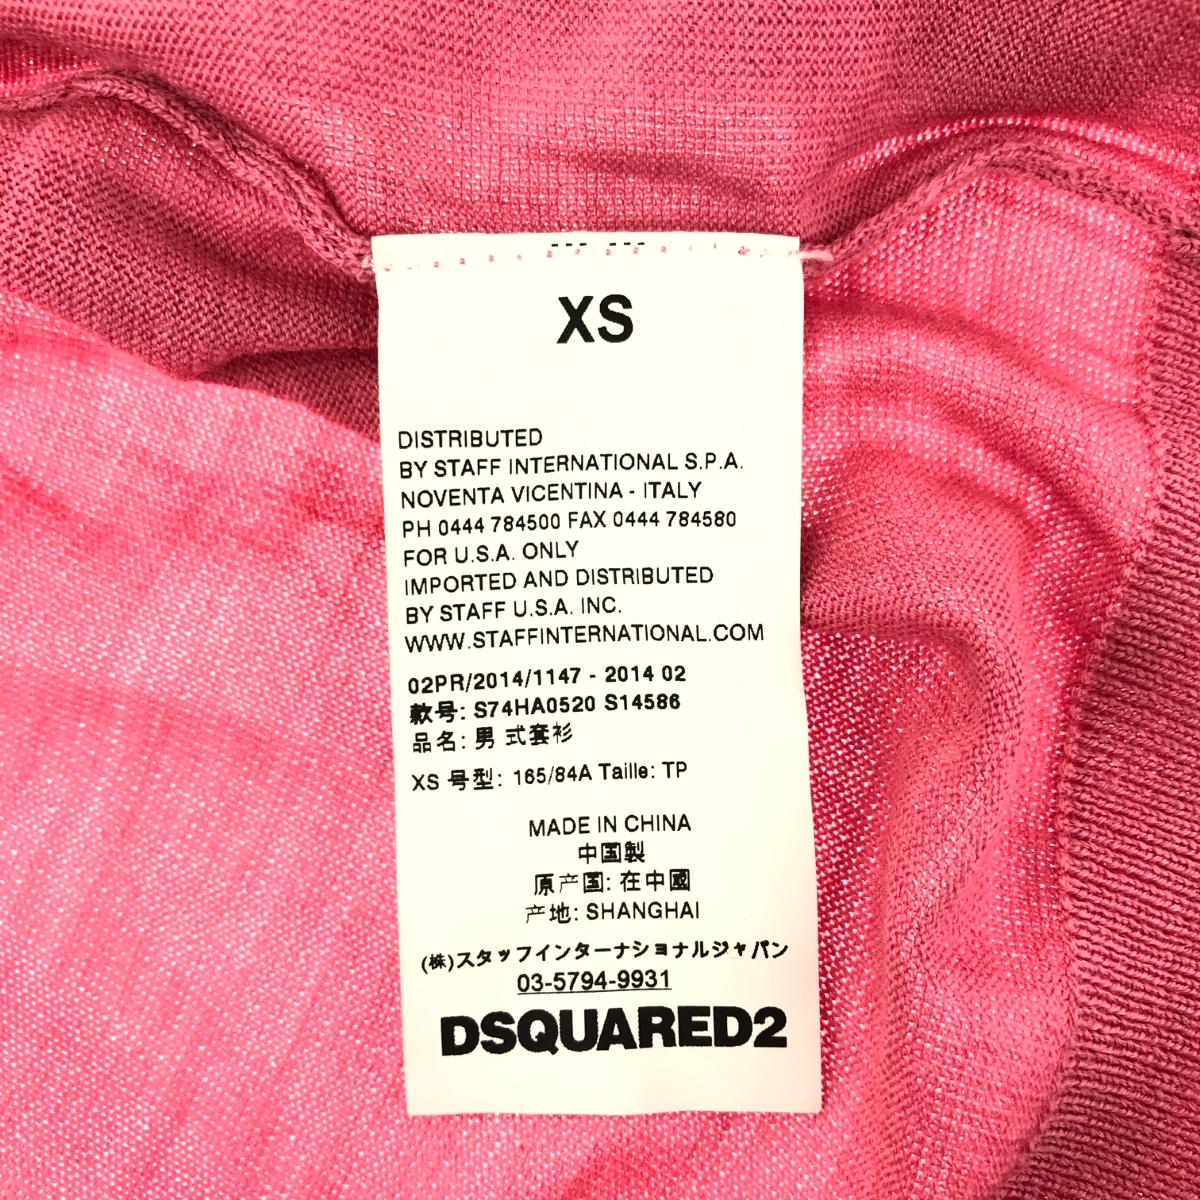 XS
DISTRIBUTED
BY STAFF INTERNATIONAL S.P.A.
NOVENTA VICENTINA - ITALY
PH 0444 784500 FAX 0444 784580
FOR U.S.A. ONLY
IMPORTED AND DISTRIBUTED
BY STAFF U.S.A. INC.
WWW.STAFFINTERNATIONAL.COM
02PR/2014/1147 - 2014 02
款号: S74HA0520 S14586
品名: 男 式套衫
XS 号型: 165/84A Taille: TP
MADE IN CHINA
中国製
原产国: 在中國
产地: SHANGHAI
(株)スタッフインターナショナルジャパン
03-5794-9931
DSQUARED2